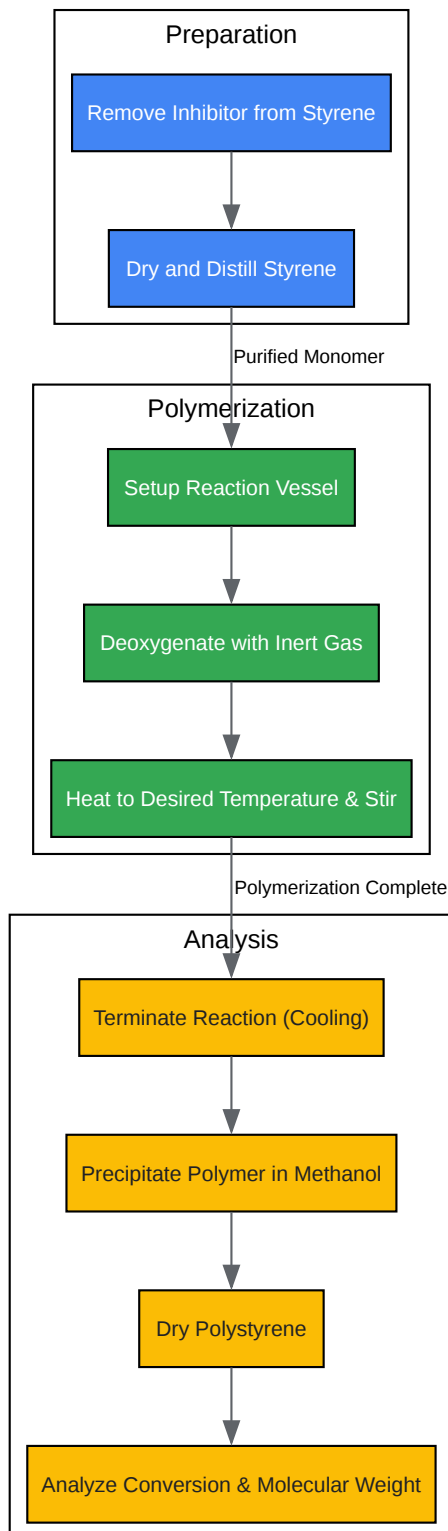 Preparation
Remove Inhibitor from Styrene
Dry and Distill Styrene
Purified Monomer
Polymerization
Setup Reaction Vessel
Deoxygenate with Inert Gas
Heat to Desired Temperature & Stir
Polymerization Complete
Analysis
Terminate Reaction (Cooling)
Precipitate Polymer in Methanol
Dry Polystyrene
Analyze Conversion & Molecular Weight